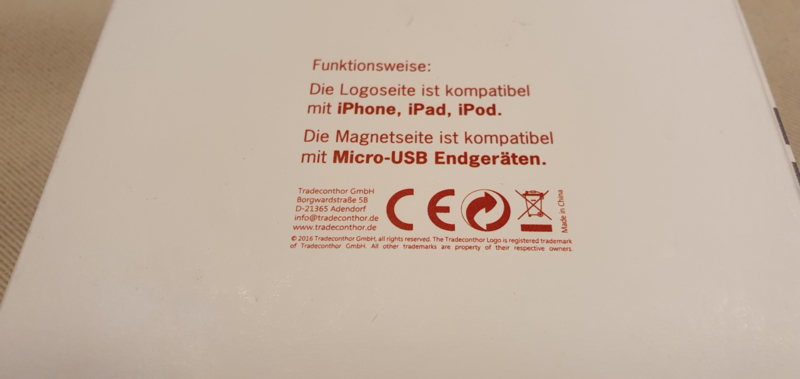 Funktionsweise:
Die Logoseite ist kompatibel
mit iPhone, iPad, iPod.
Die Magnetseite ist kompatibel
mit Micro-USB Endgeräten.
Tradeconthor GmbH
Borgwardstraße 5B
D-21365 Adendorf
info@tradeconthor.de
www.tradeconthor.de
CE
Made in China
© 2016 Tradeconthor GmbH, all rights reserved. The Tradeconthor Logo is registered trademark
of Tradeconthor GmbH. All other trademarks are property of their respective owners.